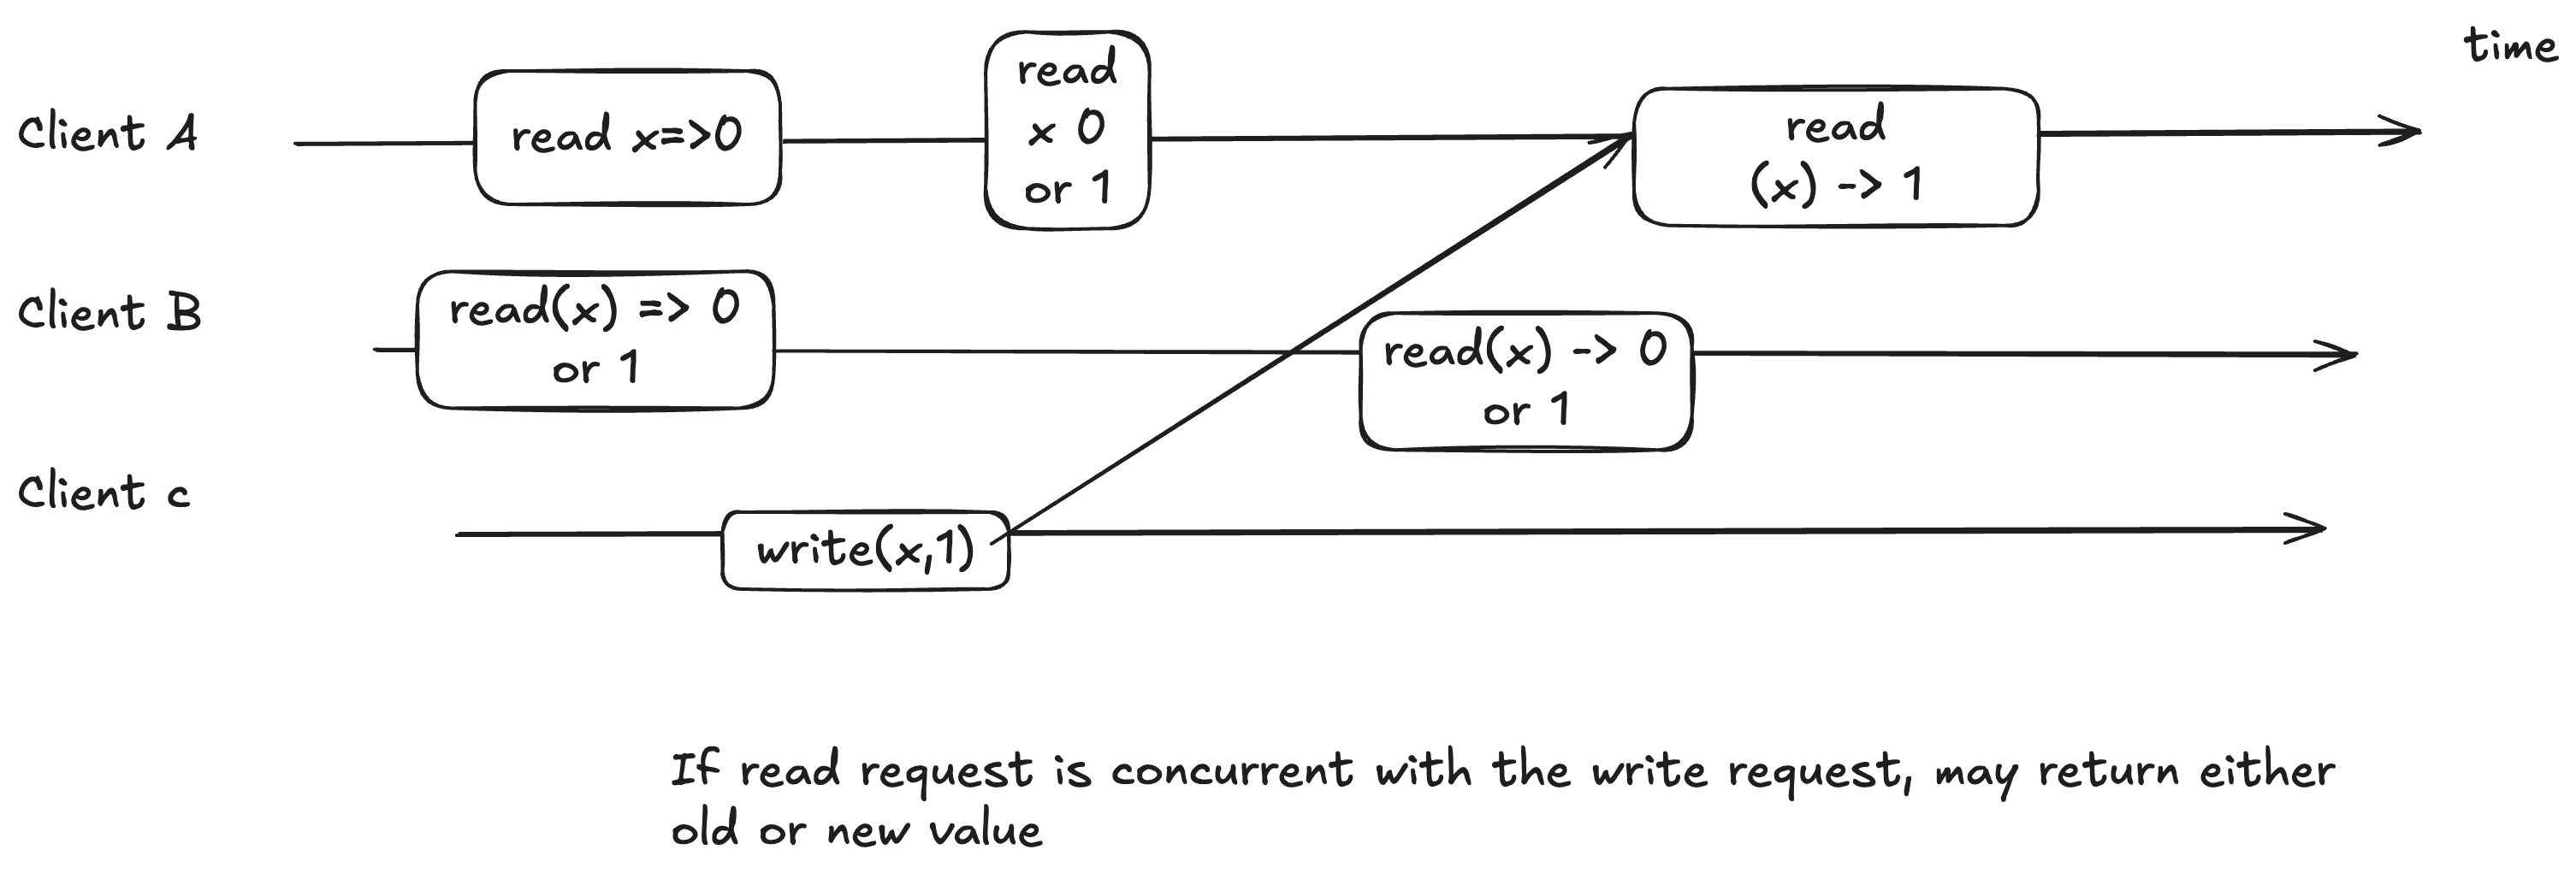 time
Client A
read x=>0
read
x 0
or 1
read
(x) -> 1
Client B
read(x) => 0
or 1
read(x) -> 0
or 1
Client c
write(x,1)
If read request is concurrent with the write request, may return either
old or new value